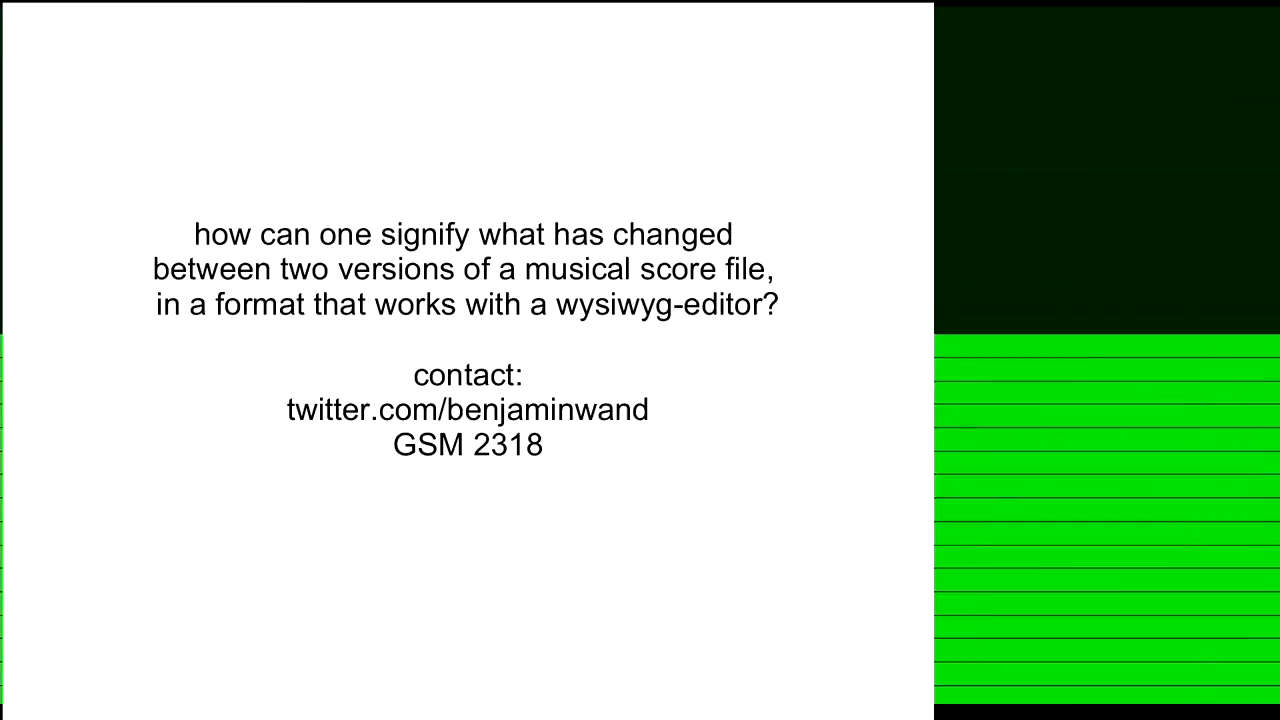 how can one signify what has changed
between two versions of a musical score file,
in a format that works with a wysiwyg-editor?
contact:
twitter.com/benjaminwand
GSM 2318